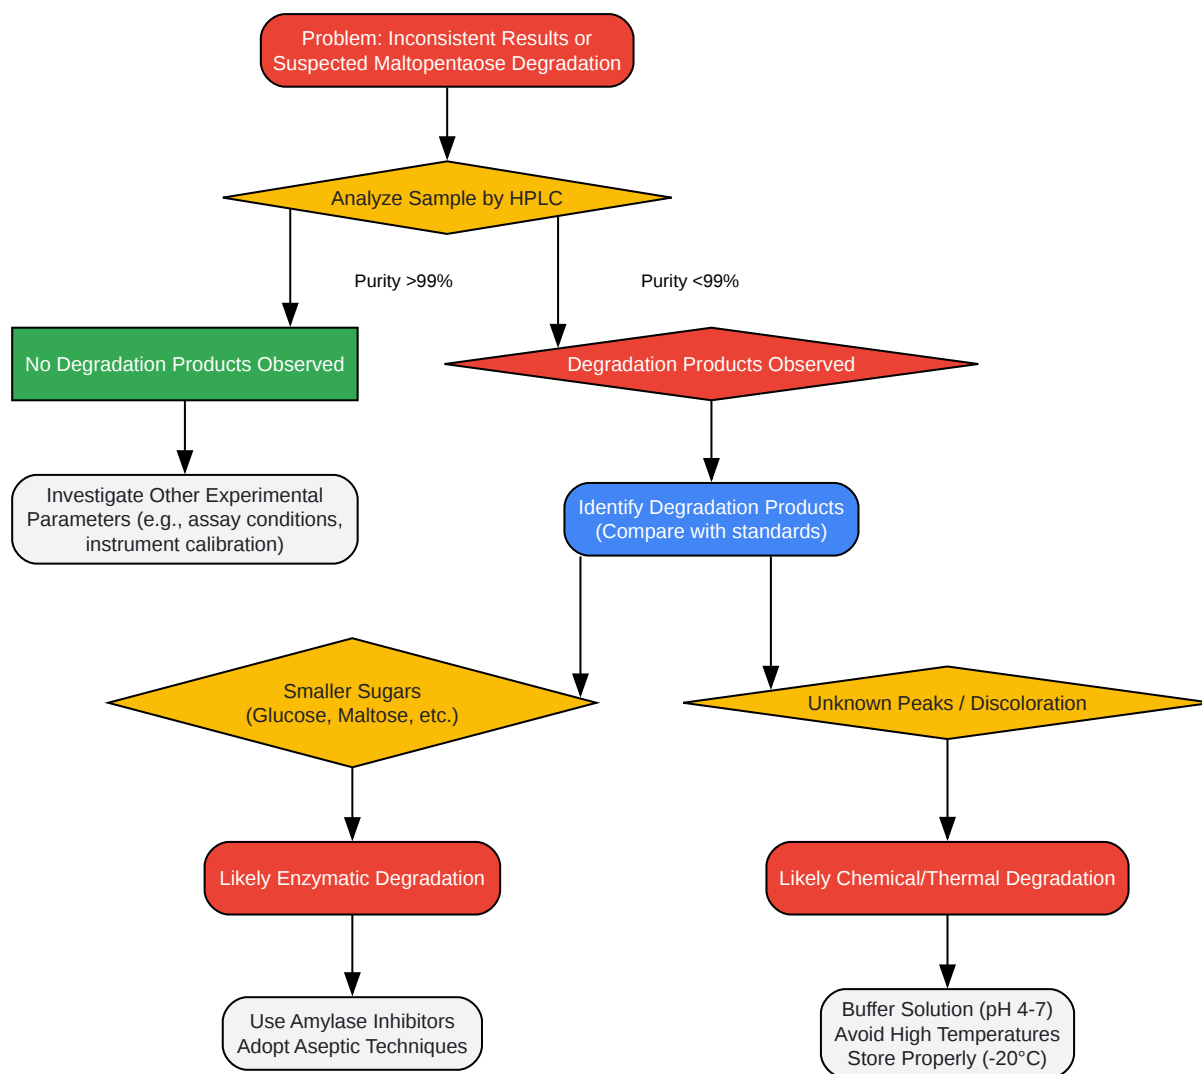 Problem: Inconsistent Results or
Suspected Maltopentaose Degradation
Analyze Sample by HPLC
Purity >99%
Purity <99%
No Degradation Products Observed
Degradation Products Observed
Investigate Other Experimental
Parameters (e.g., assay conditions,
instrument calibration)
Identify Degradation Products
(Compare with standards)
Smaller Sugars
(Glucose, Maltose, etc.)
Unknown Peaks / Discoloration
Likely Enzymatic Degradation
Likely Chemical/Thermal Degradation
Use Amylase Inhibitors
Adopt Aseptic Techniques
Buffer Solution (pH 4-7)
Avoid High Temperatures
Store Properly (-20°C)